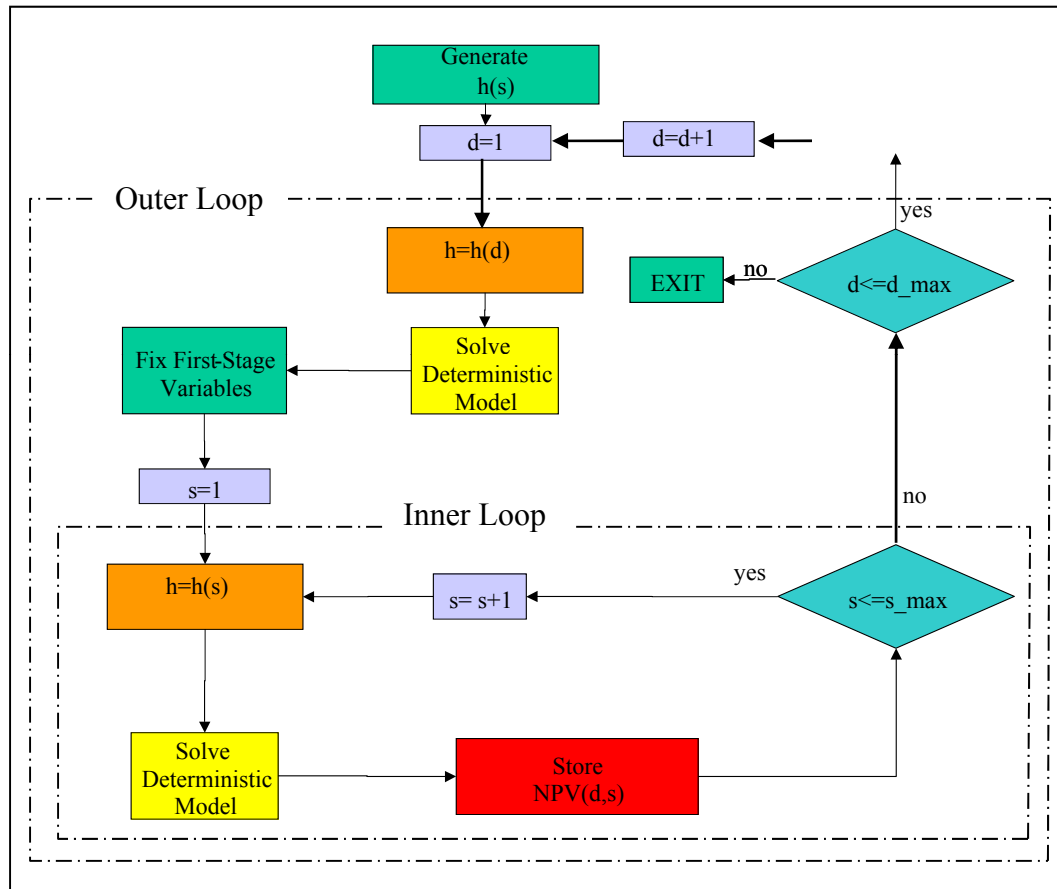 Generate
h(s)
d=1
d=d+1
Outer Loop
yes
h=h(d)
EXIT
no
d<=d_max
Fix First-Stage
Variables
Solve
Deterministic
Model
s=1
no
Inner Loop
h=h(s)
s= s+1
yes
s<=s_max
Solve
Deterministic
Model
Store
NPV(d,s)